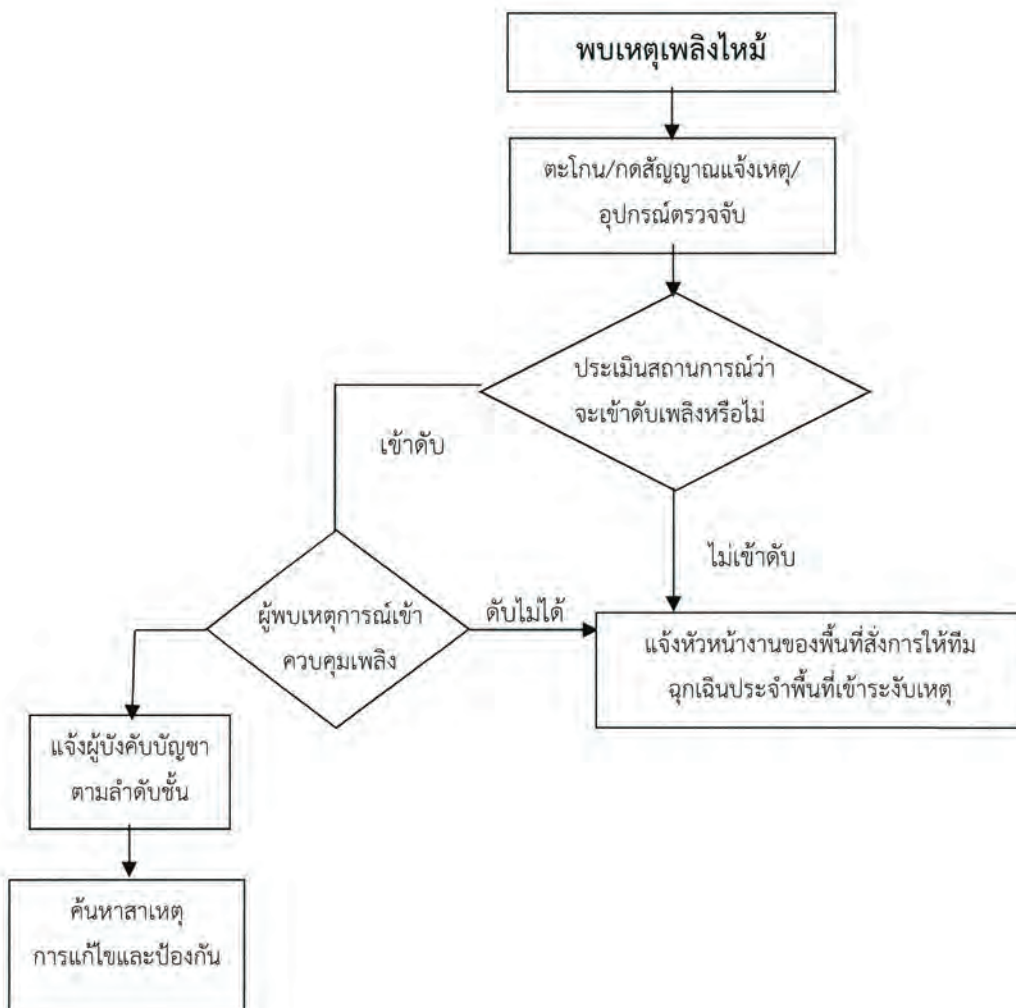 พบเหตุเพลิงไหม้
ตะโกน/กดสัญญาณแจ้งเหตุ/
อุปกรณ์ตรวจจับ
ประเมินสถานการณ์ว่า
จะเข้าดับเพลิงหรือไม่
เข้าดับ
ไม่เข้าดับ
ผู้พบเหตุการณ์เข้า
ควบคุมเพลิง
ดับไม่ได้
แจ้งหัวหน้างานของพื้นที่สั่งการให้ทีม
ฉุกเฉินประจำพื้นที่เข้าระงับเหตุ
แจ้งผู้บังคับบัญชา
ตามลำดับชั้น
ค้นหาสาเหตุ
การแก้ไขและป้องกัน